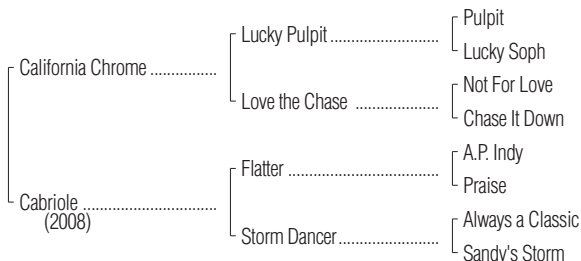 Pulpit
Lucky Pulpit ........................
Lucky Soph
California Chrome ................
Not For Love
Love the Chase ..................
Chase It Down
A.P. Indy
Flatter ...................................
Praise
Cabriole ................................
(2008)
Always a Classic
Storm Dancer ......................
Sandy's Storm